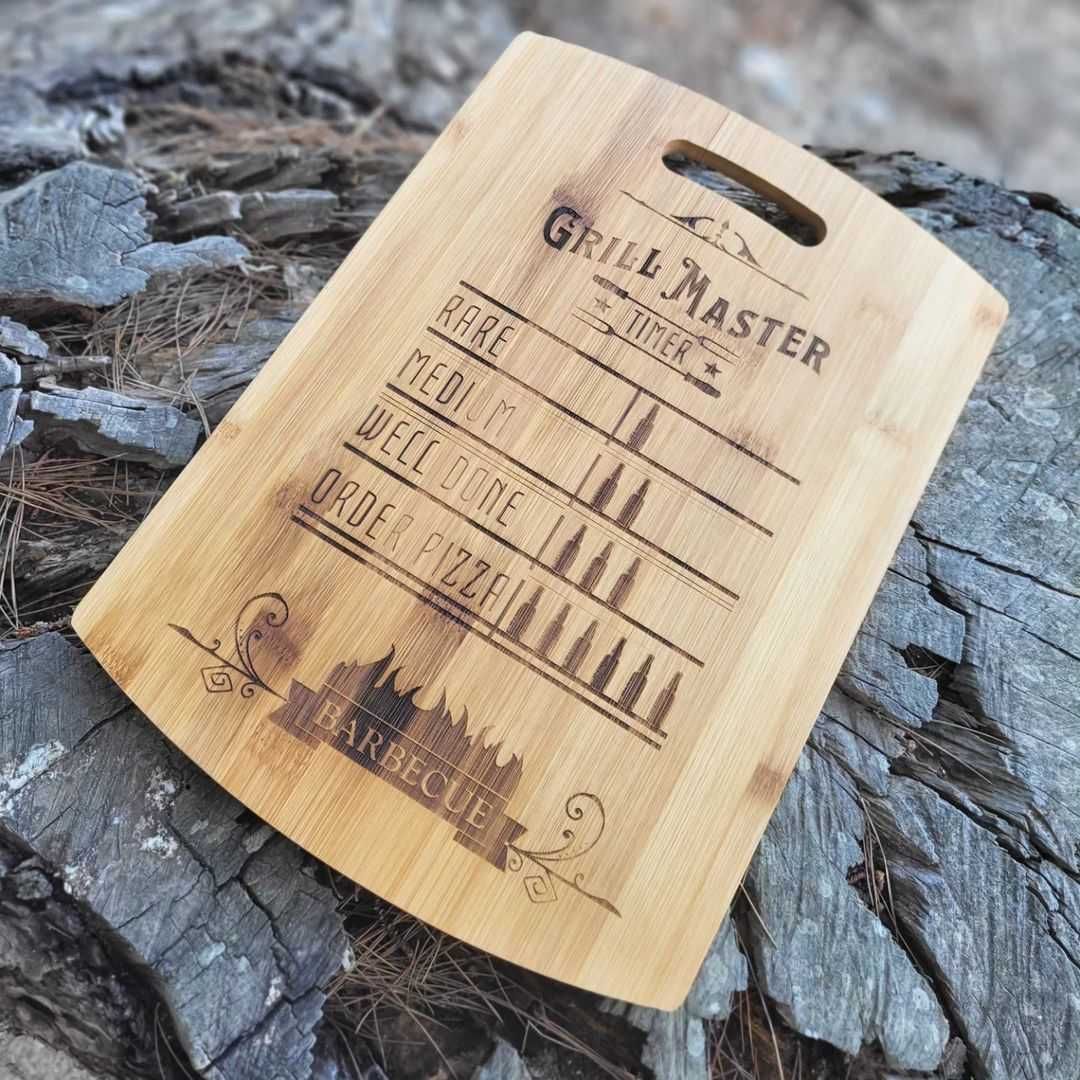 GRILL MASTER
TIMER
RARE
MEDIUM
WELL DONE
ORDER PIZZA
BARBECUE